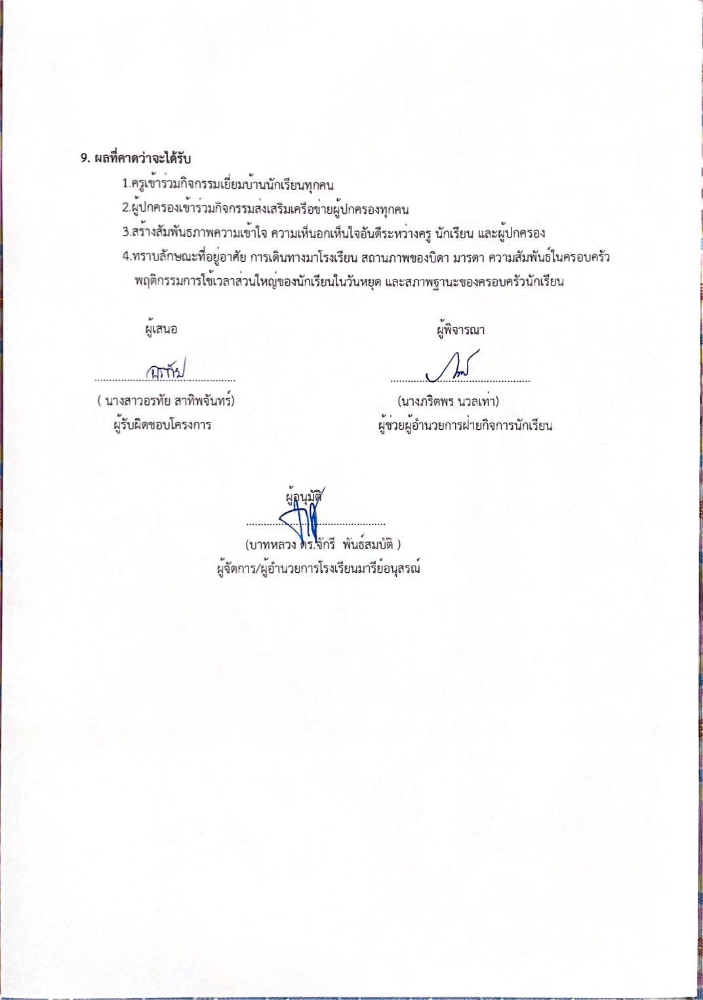 9. ผลที่คาดว่าจะได้รับ
1.ครูเข้าร่วมกิจกรรมเยี่ยมบ้านนักเรียนทุกคน
2.ผู้ปกครองเข้าร่วมกิจกรรมส่งเสริมเครือข่ายผู้ปกครองทุกคน
3.สร้างสัมพันธภาพความเข้าใจ ความเห็นอกเห็นใจอันดีระหว่างครู นักเรียน และผู้ปกครอง
4.ทราบลักษณะที่อยู่อาศัย การเดินทางมาโรงเรียน สถานภาพของบิดา มารดา ความสัมพันธ์ในครอบครัว
พฤติกรรมการใช้เวลาส่วนใหญ่ของนักเรียนในวันหยุด และสภาพฐานะของครอบครัวนักเรียน
ผู้เสนอ ผู้พิจารณา
อรทัย
( นางสาวอรทัย สาทิพจันทร์) (นางภริตพร นวลเท่า)
ผู้รับผิดชอบโครงการ ผู้ช่วยผู้อำนวยการฝ่ายกิจการนักเรียน
ผู้อนุมัติ
(บาทหลวง ดร.จักรี พันธ์สมบัติ )
ผู้จัดการ/ผู้อำนวยการโรงเรียนมารีย์อนุสรณ์